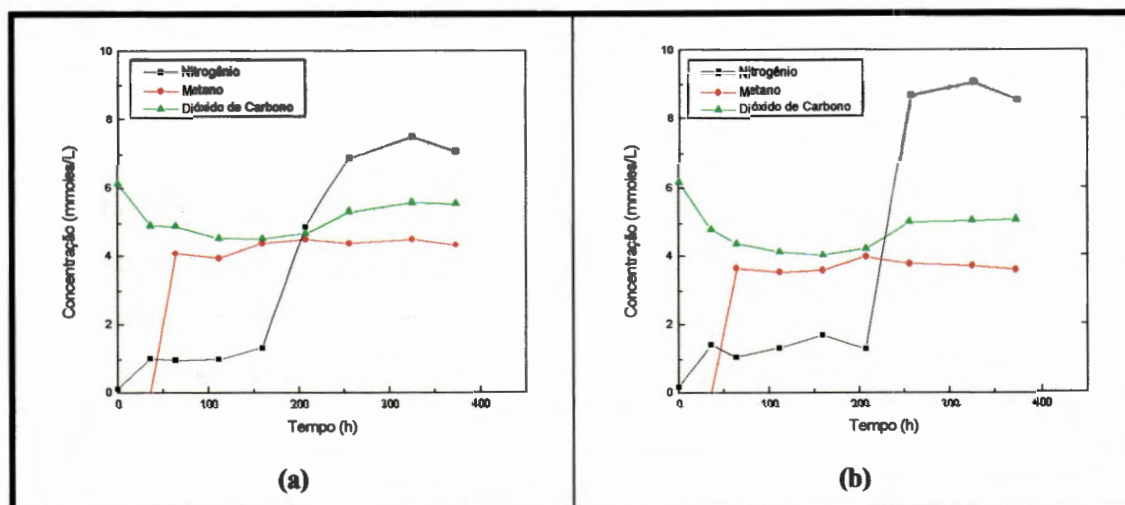 10
8
6
4
2
0
Concentração (mmoles/L)
Nitrogênio
Metano
Dióxido de Carbono
0 100 200 300 400
Tempo (h)
(a)
10
8
6
4
2
0
Concentração (mmoles/L)
Nitrogênio
Metano
Dióxido de Carbono
0 100 200 300 400
Tempo (h)
(b)